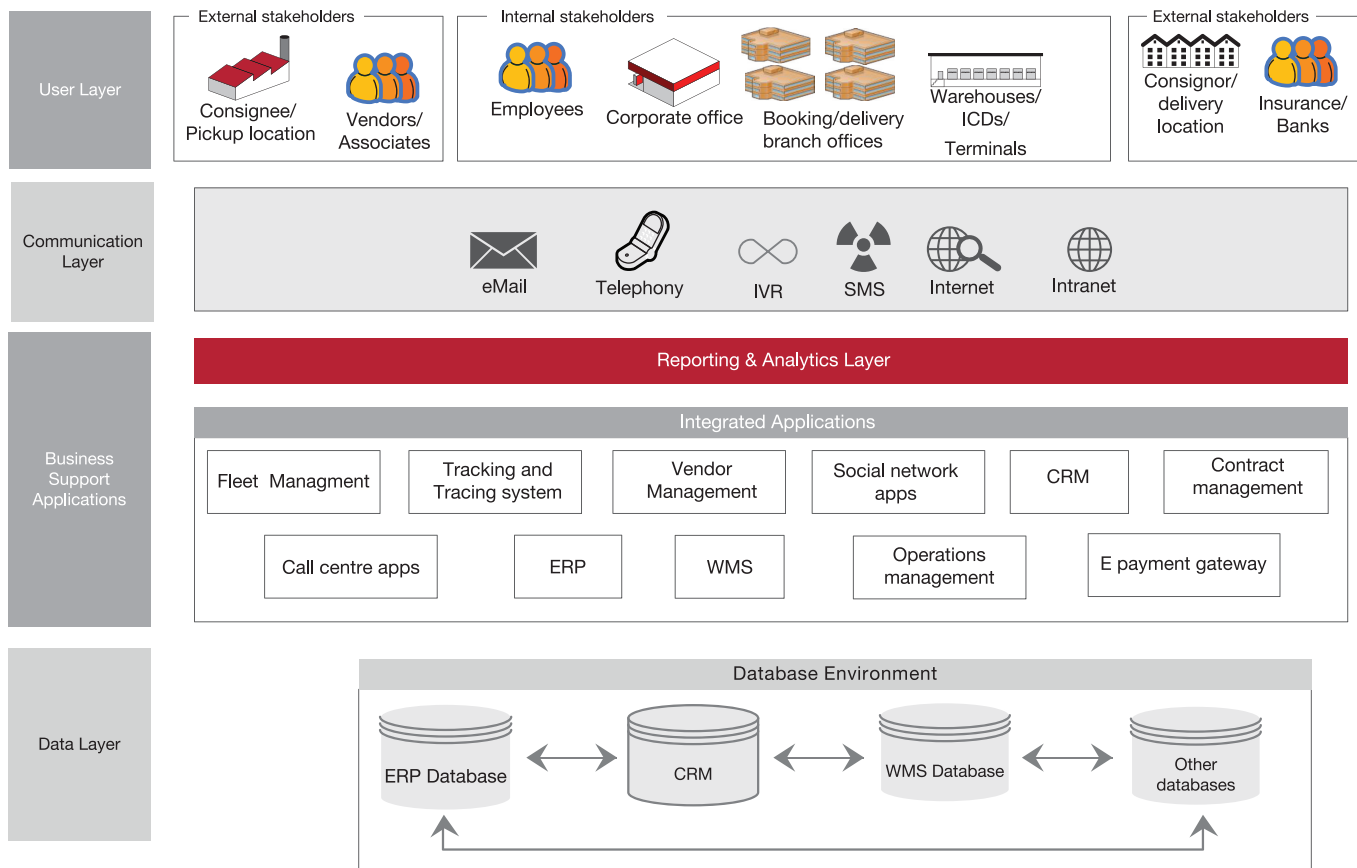 User Layer
External stakeholders
Consignee/
Pickup location
Vendors/
Associates
Internal stakeholders
Employees
Corporate office
Booking/delivery
branch offices
Warehouses/
ICDs/
Terminals
External stakeholders
Consignor/
delivery
location
Insurance/
Banks
Communication
Layer
eMail
Telephony
IVR
SMS
Internet
Intranet
Business
Support
Applications
Reporting & Analytics Layer
Integrated Applications
Fleet Managment
Tracking and
Tracing system
Vendor
Management
Social network
apps
CRM
Contract
management
Call centre apps
ERP
WMS
Operations
management
E payment gateway
Data Layer
Database Environment
ERP Database
CRM
WMS Database
Other
databases